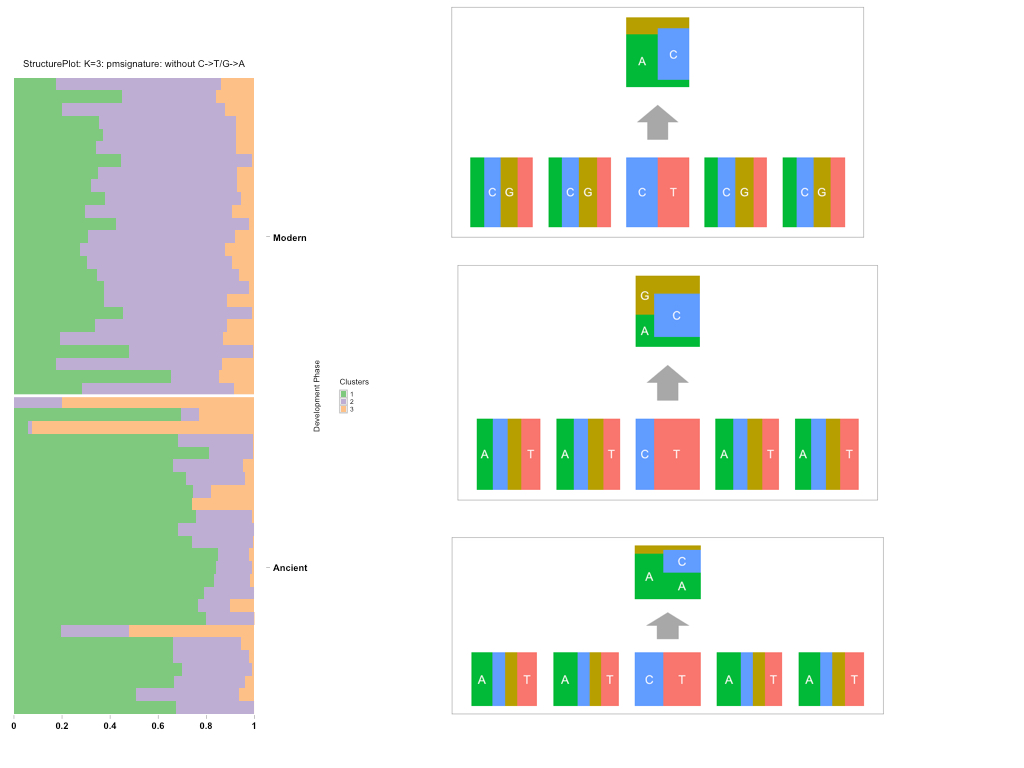 StructurePlot: K=3: pmsignature: without C->T/G->A
Modern
Ancient
0 0.2 0.4 0.6 0.8 1
Development Phase
Clusters
1
2
3
A C
C G C G C T C G C G
G
C
A
A T A T C T A T A T
C
A
A
A T A T C T A T A T